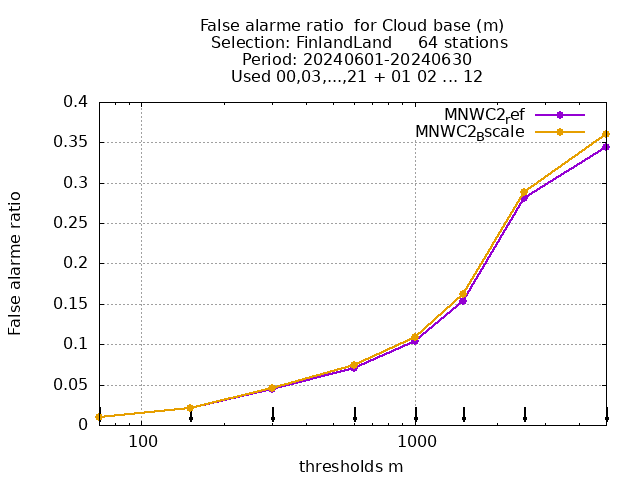 False alarme ratio  for Cloud base (m)
Selection: FinlandLand     64 stations
Period: 20240601-20240630
Used 00,03,...,21 + 01 02 ... 12
MNWC2ref
MNWC2Bscale
0.4
0.35
0.3
0.25
0.2
0.15
0.1
0.05
0
False alarme ratio
100
1000
thresholds m